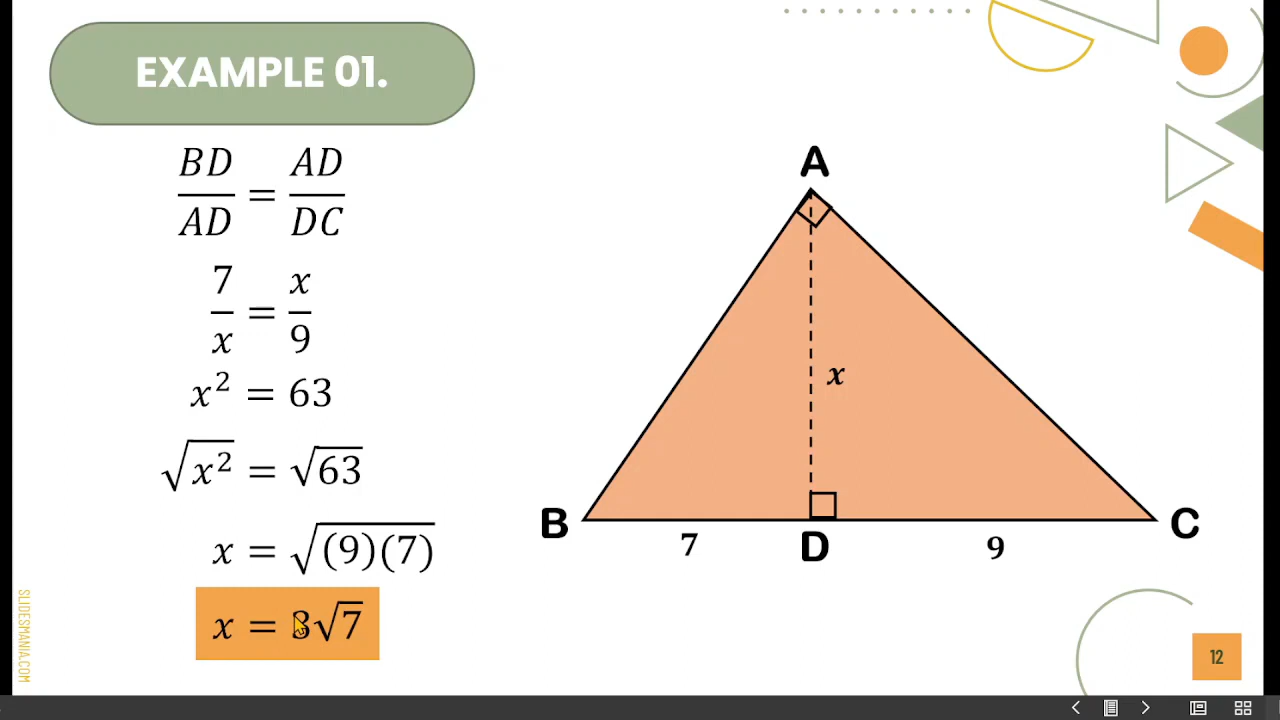 EXAMPLE 01.
BD/AD = AD/DC
7/x = x/9
x² = 63
√x² = √63
x = √(9)(7)
x = 3√7
A
x
B
D
C
7
9
SLIDESMANIA.COM
12